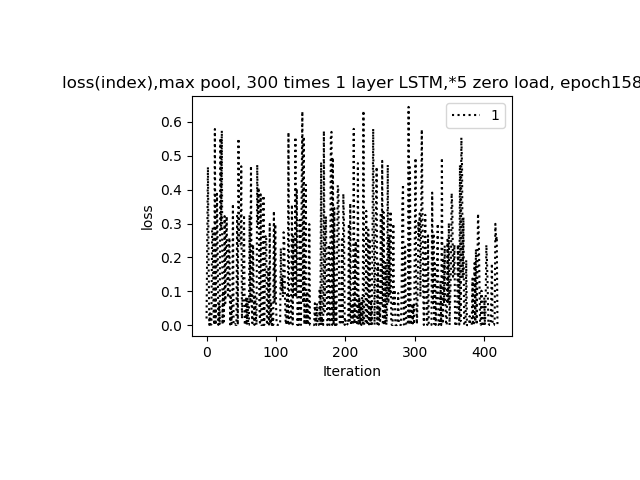 loss(index),max pool, 300 times 1 layer LSTM,*5 zero load, epoch158
1
0.6
0.5
0.4
0.3
0.2
0.1
0.0
loss
0 100 200 300 400
Iteration